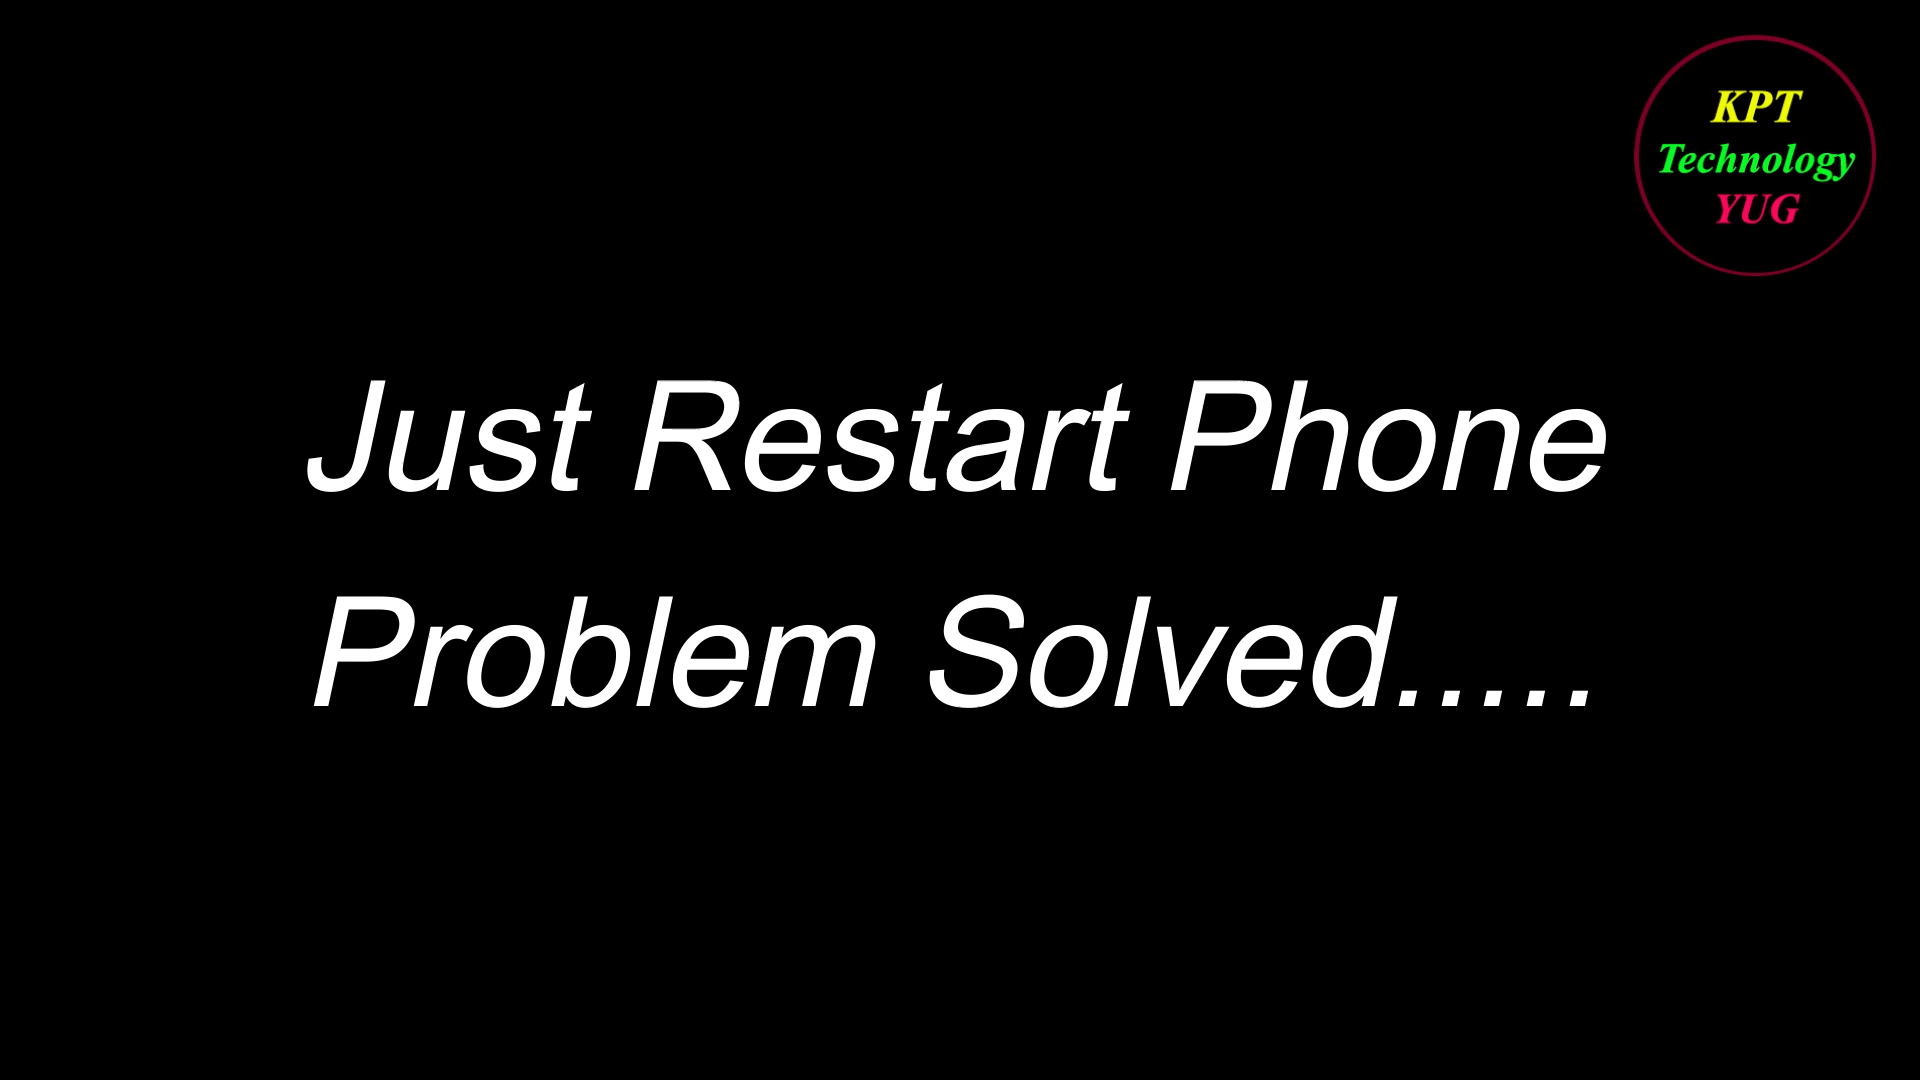 KPT
Technology
YUG
Just Restart Phone
Problem Solved.....